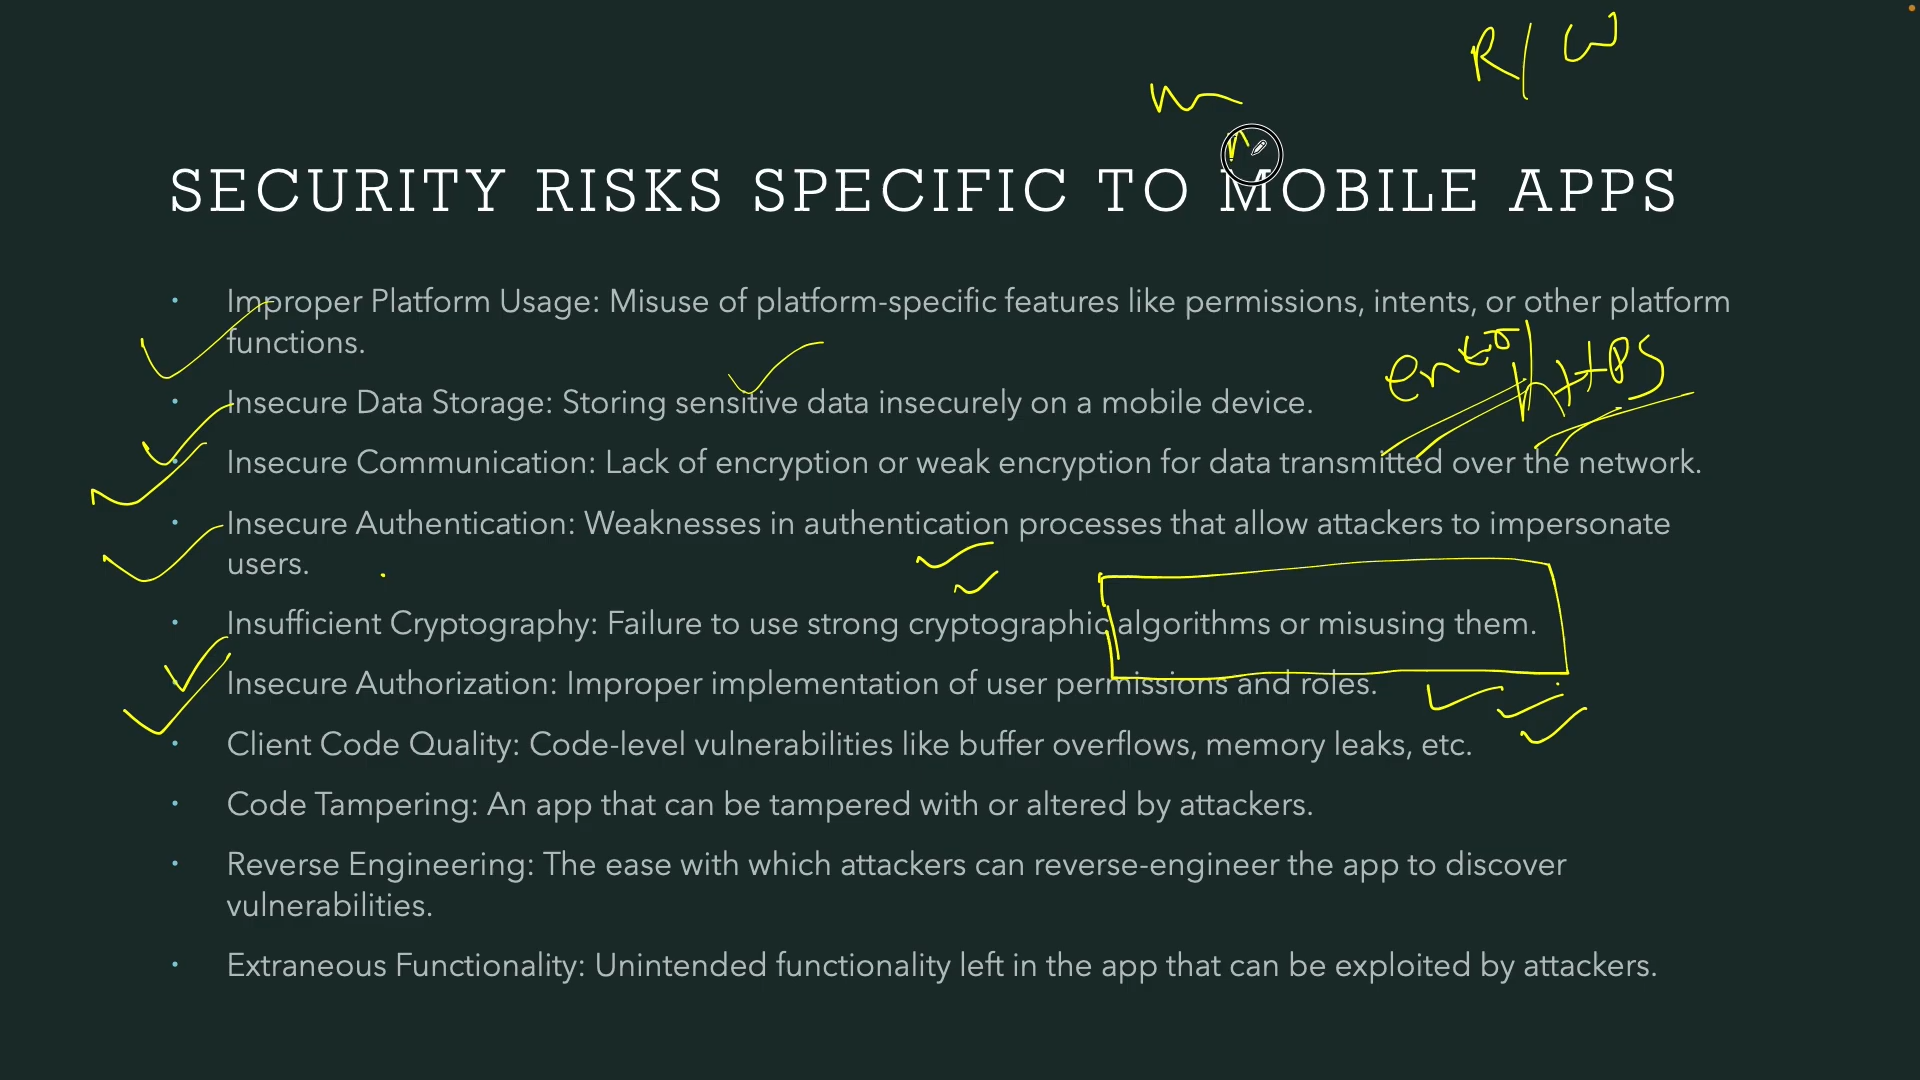 R/W
SECURITY RISKS SPECIFIC TO MOBILE APPS
• Improper Platform Usage: Misuse of platform-specific features like permissions, intents, or other platform
functions.
https
• Insecure Data Storage: Storing sensitive data insecurely on a mobile device.
• Insecure Communication: Lack of encryption or weak encryption for data transmitted over the network.
• Insecure Authentication: Weaknesses in authentication processes that allow attackers to impersonate
users.
• Insufficient Cryptography: Failure to use strong cryptographic algorithms or misusing them.
• Insecure Authorization: Improper implementation of user permissions and roles.
• Client Code Quality: Code-level vulnerabilities like buffer overflows, memory leaks, etc.
• Code Tampering: An app that can be tampered with or altered by attackers.
• Reverse Engineering: The ease with which attackers can reverse-engineer the app to discover
vulnerabilities.
• Extraneous Functionality: Unintended functionality left in the app that can be exploited by attackers.